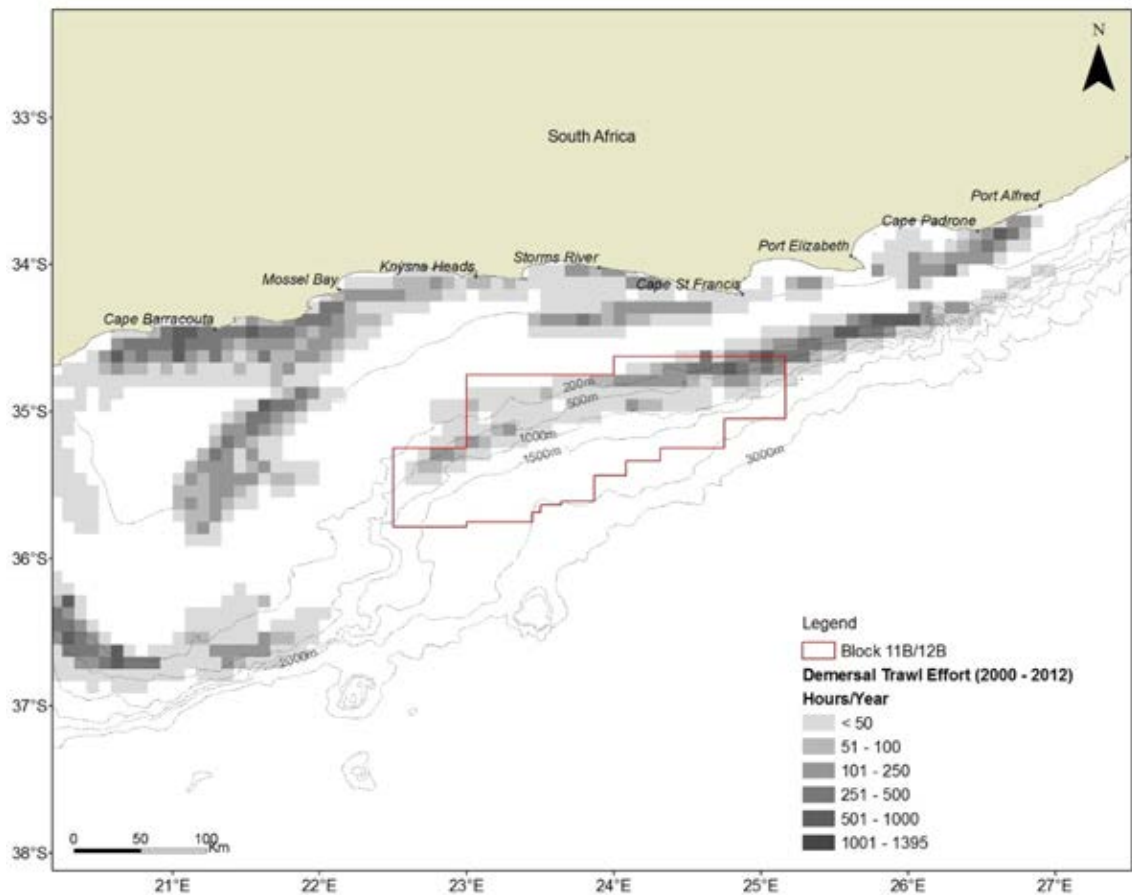 N
33°S
South Africa
Port Alfred
Cape Padrone
Port Elizabeth
34°S
Storms River
Knysna Heads
Mossel Bay
Cape St Francis
Cape Barracouta
200m
35°S
500m
1000m
1500m
3000m
36°S
Legend
Block 11B/12B
2000m
Demersal Trawl Effort (2000 - 2012)
Hours/Year
37°S
< 50
51 - 100
101 - 250
251 - 500
501 - 1000
1001 - 1395
0 50 100
Km
38°S
21°E 22°E 23°E 24°E 25°E 26°E 27°E